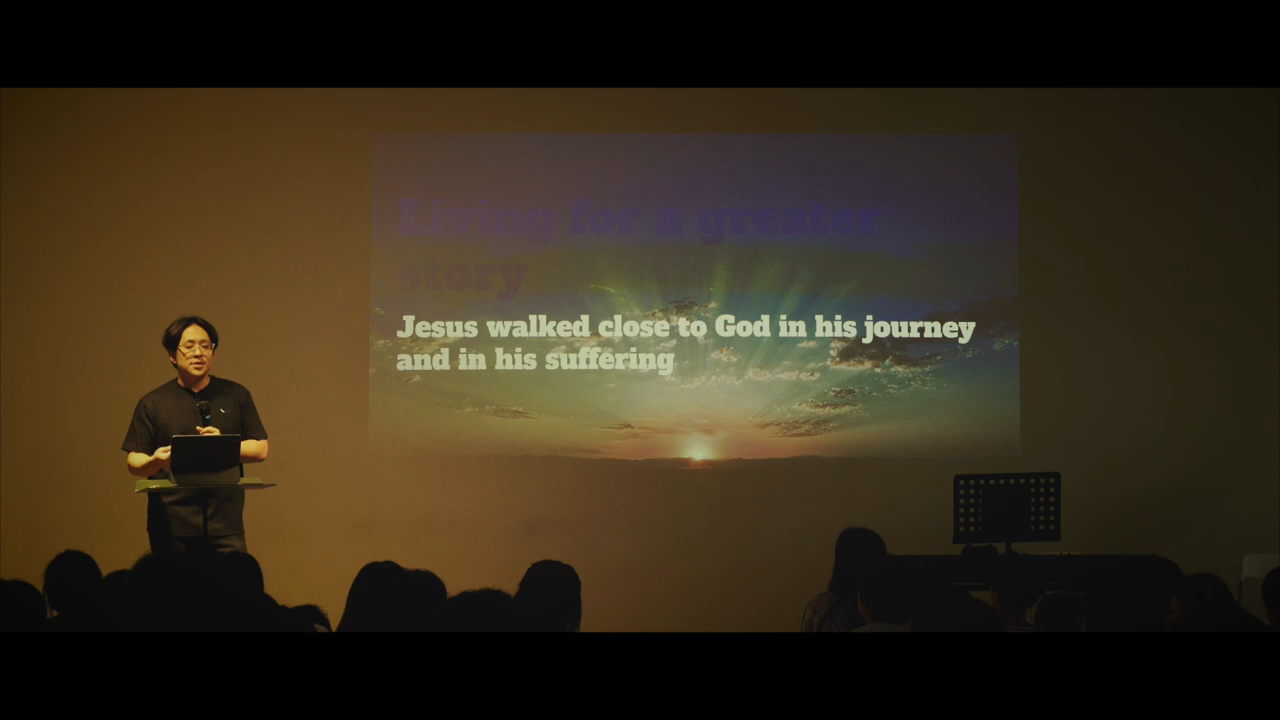 Living for a greater
story
Jesus walked close to God in his journey
and in his suffering